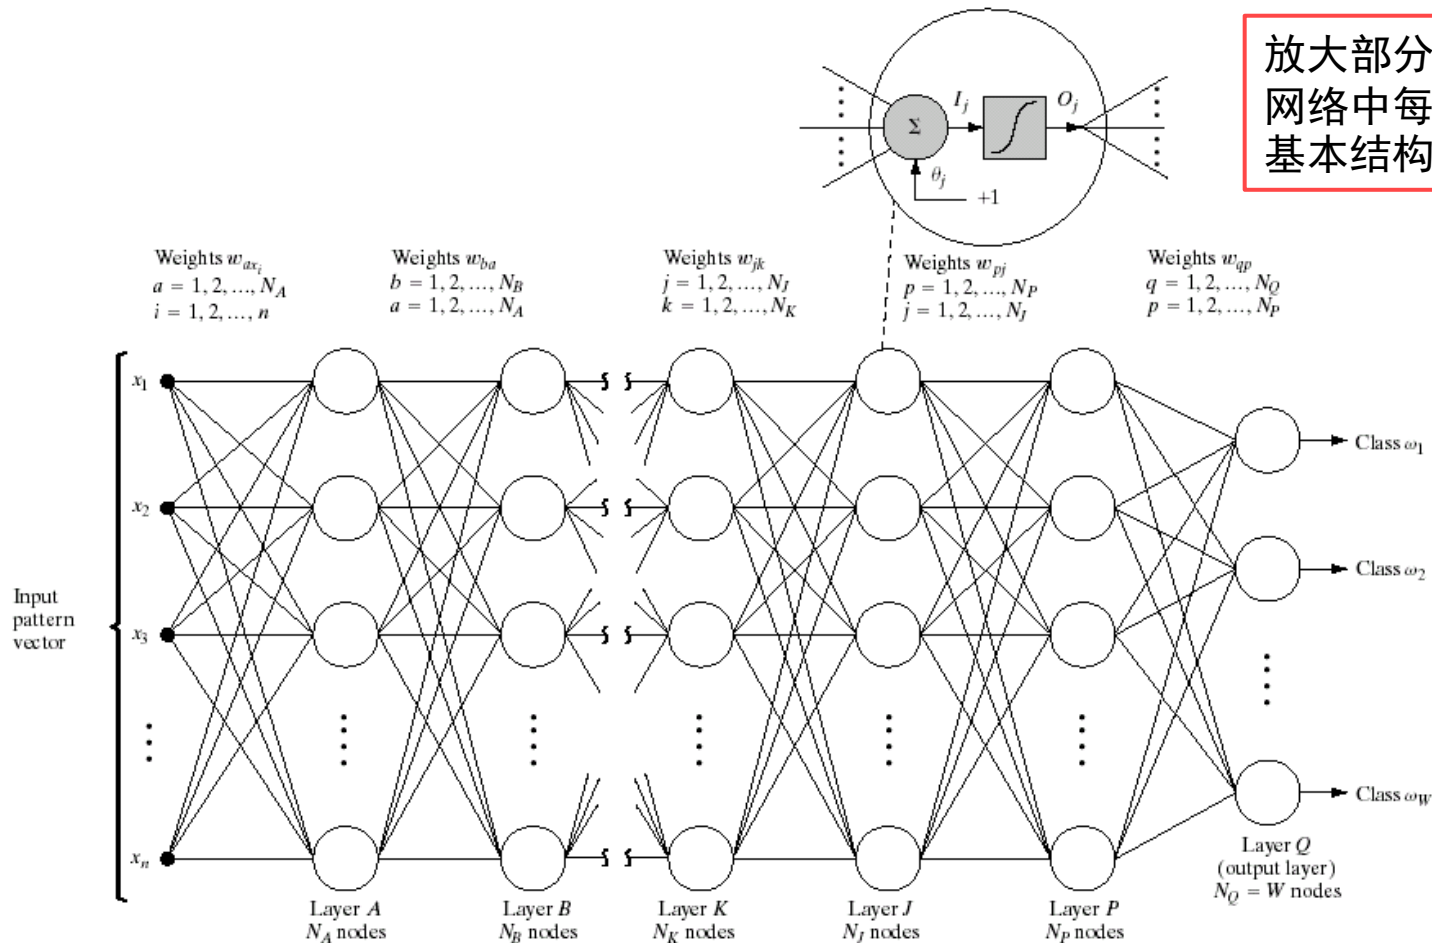 放大部分
网络中每
基本结构
Σ
I_j
O_j
θ_j
+1
Weights w_{ax_i}
a = 1, 2, ..., N_A
i = 1, 2, ..., n
Weights w_{ba}
b = 1, 2, ..., N_B
a = 1, 2, ..., N_A
Weights w_{jk}
j = 1, 2, ..., N_J
k = 1, 2, ..., N_K
Weights w_{pj}
p = 1, 2, ..., N_P
j = 1, 2, ..., N_J
Weights w_{qp}
q = 1, 2, ..., N_Q
p = 1, 2, ..., N_P
x_1
x_2
x_3
x_n
Input
pattern
vector
Class ω_1
Class ω_2
Class ω_W
Layer A
N_A nodes
Layer B
N_B nodes
Layer K
N_K nodes
Layer J
N_J nodes
Layer P
N_P nodes
Layer Q
(output layer)
N_Q = W nodes